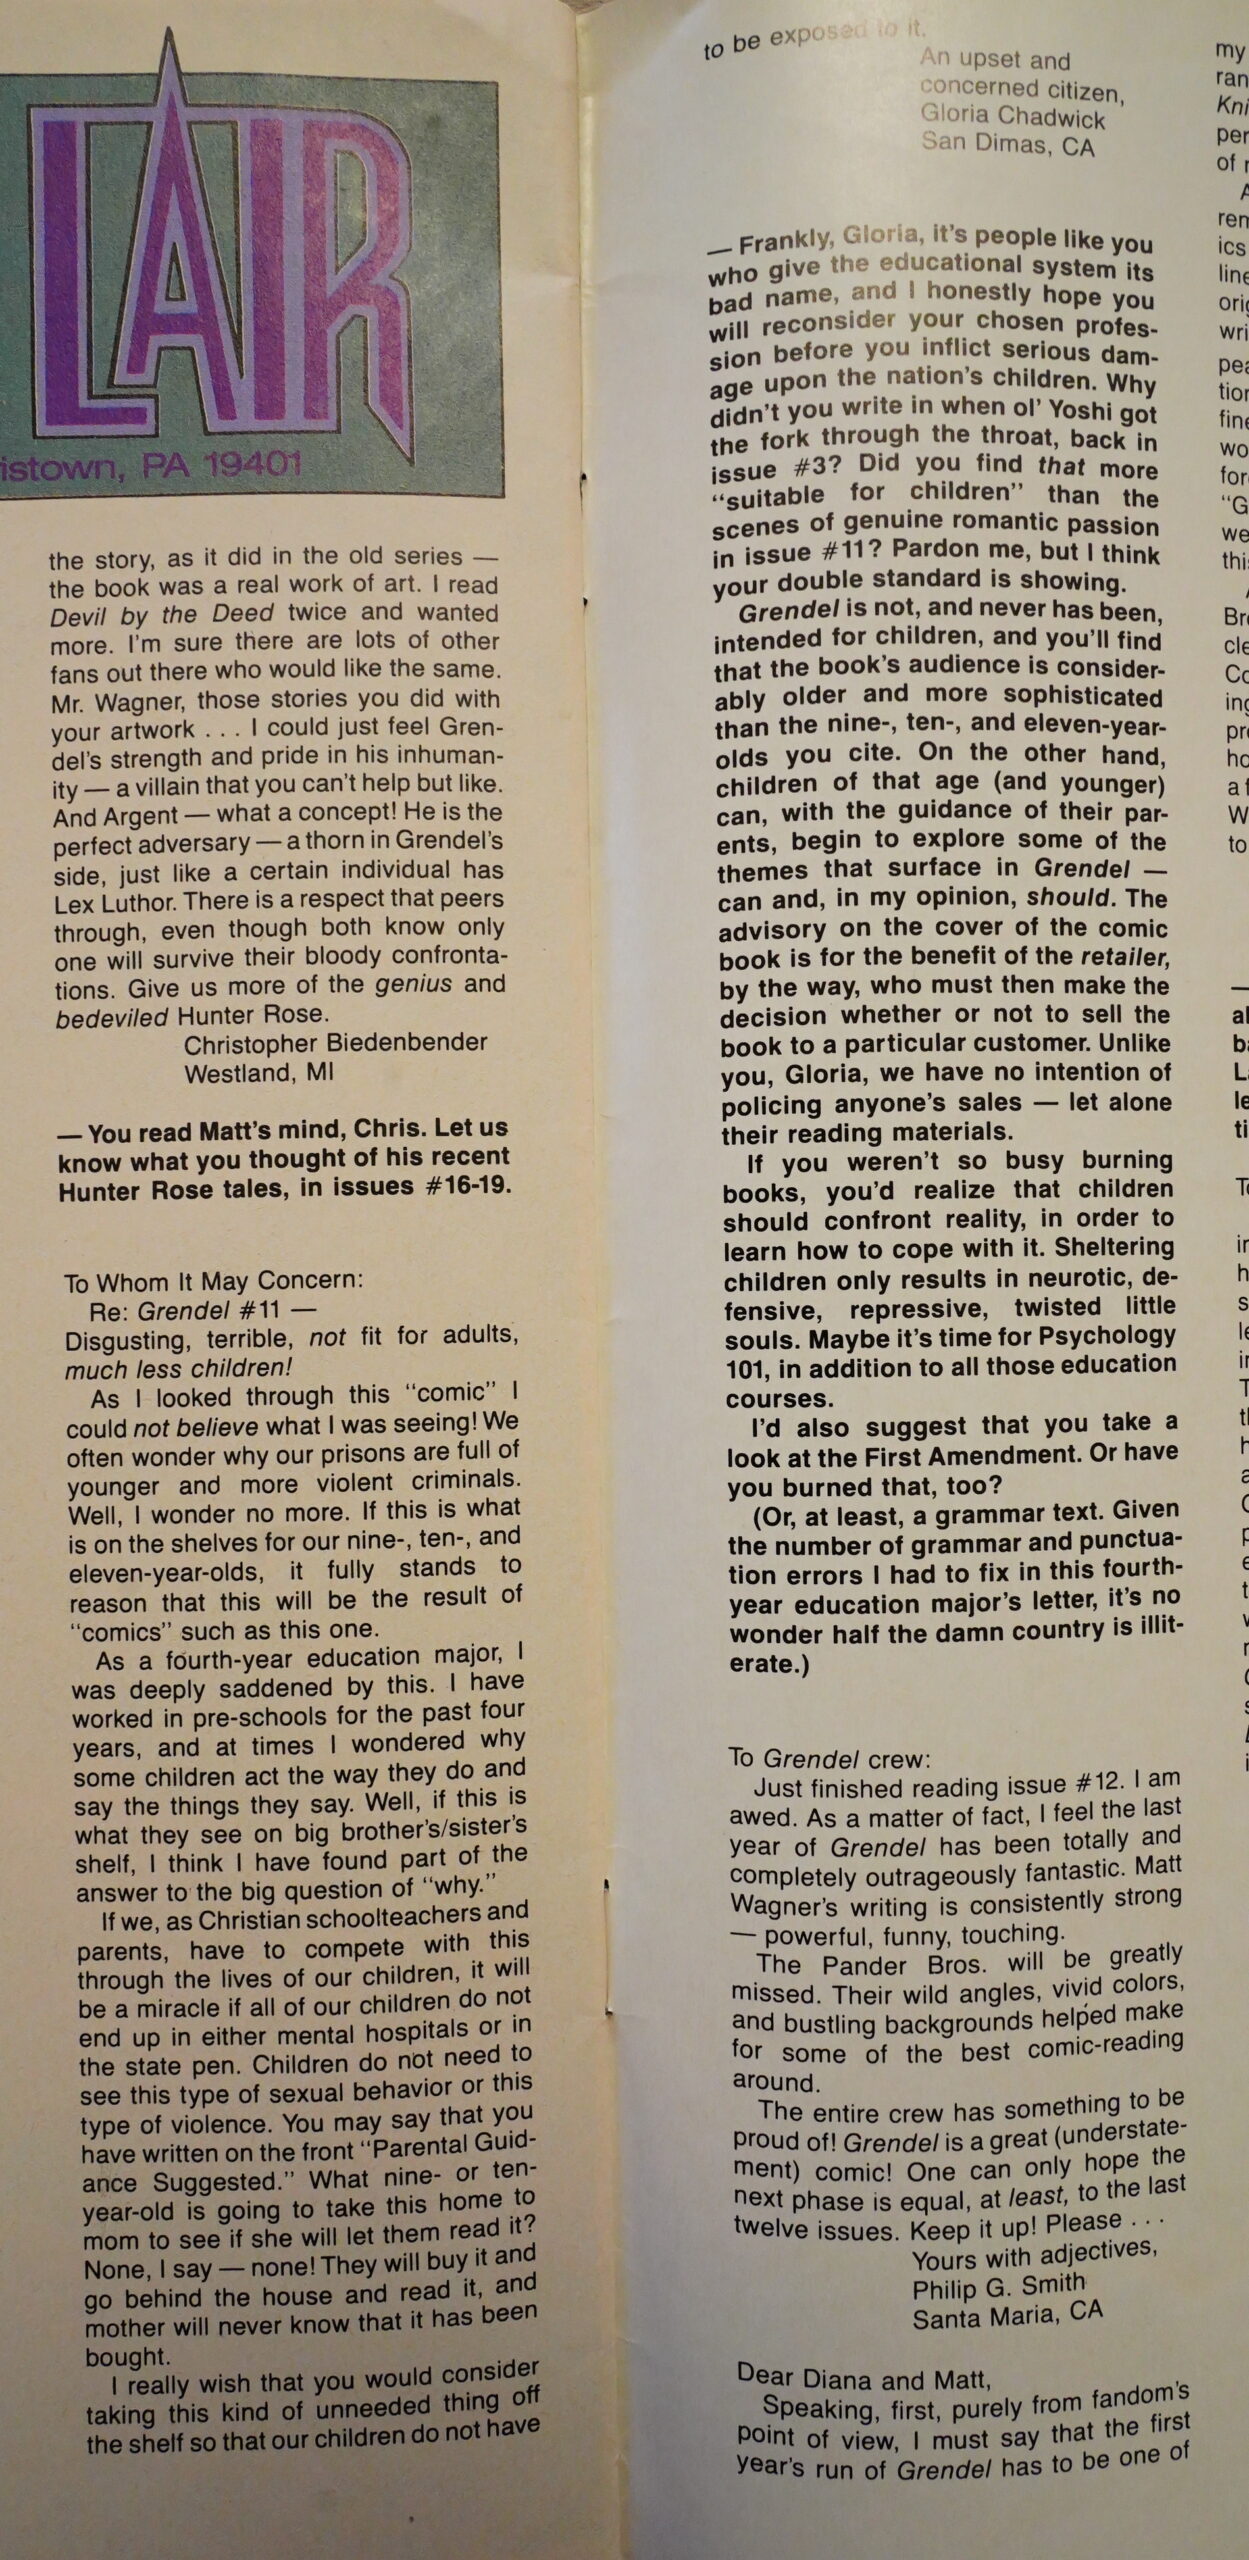 LAIR
istown, PA 19401
the story, as it did in the old series —
the book was a real work of art. I read
Devil by the Deed twice and wanted
more. I'm sure there are lots of other
fans out there who would like the same.
Mr. Wagner, those stories you did with
your artwork . . . I could just feel Gren-
del's strength and pride in his inhuman-
ity — a villain that you can't help but like.
And Argent — what a concept! He is the
perfect adversary — a thorn in Grendel's
side, just like a certain individual has
Lex Luthor. There is a respect that peers
through, even though both know only
one will survive their bloody confronta-
tions. Give us more of the genius and
bedeviled Hunter Rose.
Christopher Biedenbender
Westland, MI
— You read Matt's mind, Chris. Let us
know what you thought of his recent
Hunter Rose tales, in issues #16-19.
To Whom It May Concern:
Re: Grendel #11 —
Disgusting, terrible, not fit for adults,
much less children!
As I looked through this “comic” I
could not believe what I was seeing! We
often wonder why our prisons are full of
younger and more violent criminals.
Well, I wonder no more. If this is what
is on the shelves for our nine-, ten-, and
eleven-year-olds, it fully stands to
reason that this will be the result of
“comics” such as this one.
As a fourth-year education major, I
was deeply saddened by this. I have
worked in pre-schools for the past four
years, and at times I wondered why
some children act the way they do and
say the things they say. Well, if this is
what they see on big brother's/sister's
shelf, I think I have found part of the
answer to the big question of “why.”
If we, as Christian schoolteachers and
parents, have to compete with this
through the lives of our children, it will
be a miracle if all of our children do not
end up in either mental hospitals or in
the state pen. Children do not need to
see this type of sexual behavior or this
type of violence. You may say that you
have written on the front “Parental Guid-
ance Suggested.” What nine- or ten-
year-old is going to take this home to
mom to see if she will let them read it?
None, I say — none! They will buy it and
go behind the house and read it, and
mother will never know that it has been
bought.
I really wish that you would consider
taking this kind of unneeded thing off
the shelf so that our children do not have
to be exposed to it.
An upset and
concerned citizen,
Gloria Chadwick
San Dimas, CA
— Frankly, Gloria, it's people like you
who give the educational system its
bad name, and I honestly hope you
will reconsider your chosen profes-
sion before you inflict serious dam-
age upon the nation's children. Why
didn't you write in when ol' Yoshi got
the fork through the throat, back in
issue #3? Did you find that more
“suitable for children” than the
scenes of genuine romantic passion
in issue #11? Pardon me, but I think
your double standard is showing.
Grendel is not, and never has been,
intended for children, and you'll find
that the book's audience is consider-
ably older and more sophisticated
than the nine-, ten-, and eleven-year-
olds you cite. On the other hand,
children of that age (and younger)
can, with the guidance of their par-
ents, begin to explore some of the
themes that surface in Grendel —
can and, in my opinion, should. The
advisory on the cover of the comic
book is for the benefit of the retailer,
by the way, who must then make the
decision whether or not to sell the
book to a particular customer. Unlike
you, Gloria, we have no intention of
policing anyone's sales — let alone
their reading materials.
If you weren't so busy burning
books, you'd realize that children
should confront reality, in order to
learn how to cope with it. Sheltering
children only results in neurotic, de-
fensive, repressive, twisted little
souls. Maybe it's time for Psychology
101, in addition to all those education
courses.
I'd also suggest that you take a
look at the First Amendment. Or have
you burned that, too?
(Or, at least, a grammar text. Given
the number of grammar and punctua-
tion errors I had to fix in this fourth-
year education major's letter, it's no
wonder half the damn country is illit-
erate.)
To Grendel crew:
Just finished reading issue #12. I am
awed. As a matter of fact, I feel the last
year of Grendel has been totally and
completely outrageously fantastic. Matt
Wagner's writing is consistently strong
— powerful, funny, touching.
The Pander Bros. will be greatly
missed. Their wild angles, vivid colors,
and bustling backgrounds helped make
for some of the best comic-reading
around.
The entire crew has something to be
proud of! Grendel is a great (understate-
ment) comic! One can only hope the
next phase is equal, at least, to the last
twelve issues. Keep it up! Please . . .
Yours with adjectives,
Philip G. Smith
Santa Maria, CA
Dear Diana and Matt,
Speaking, first, purely from fandom's
point of view, I must say that the first
year's run of Grendel has to be one of